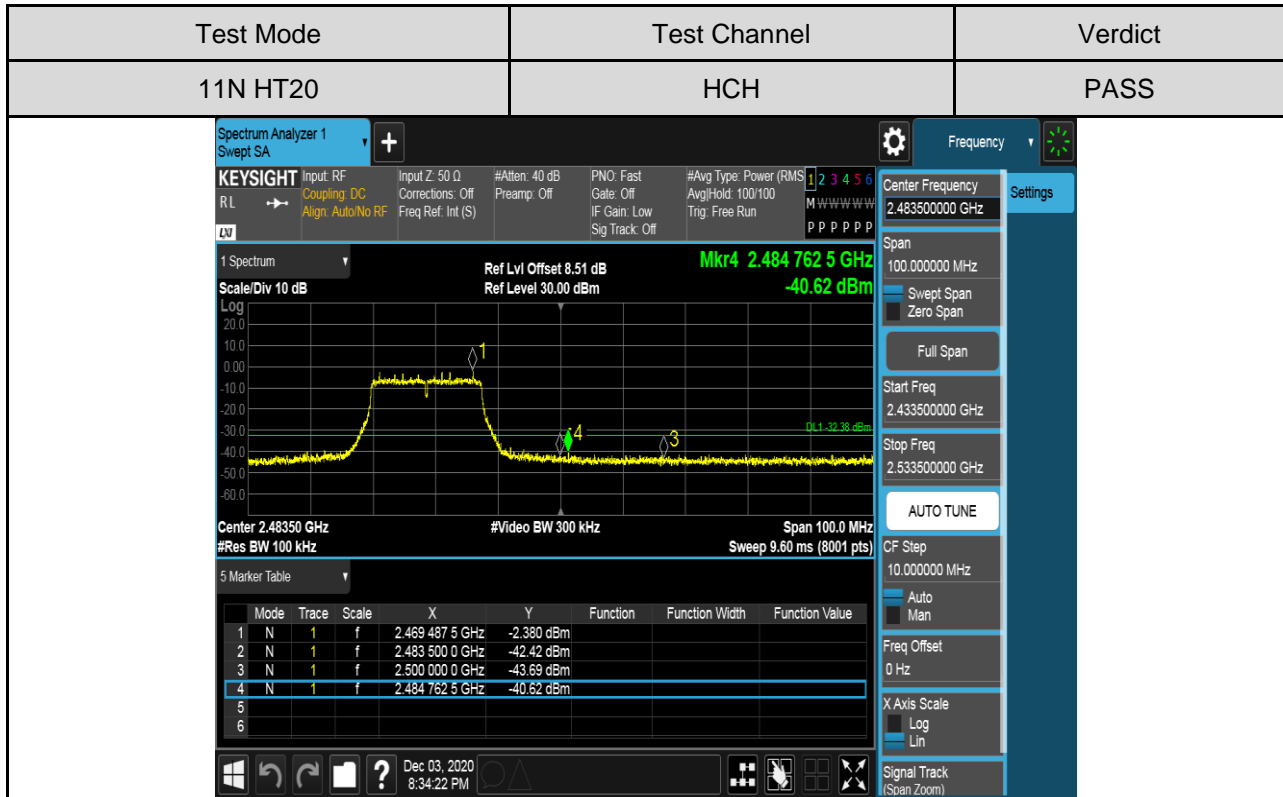 Test Mode Test Channel Verdict
11N HT20 HCH PASS
Spectrum Analyzer 1
Swept SA
+
Frequency
KEYSIGHT Input: RF Input Z: 50 Ω #Atten: 40 dB PNO: Fast #Avg Type: Power (RMS 1 2 3 4 5 6
RL Coupling: DC Corrections: Off Preamp: Off Gate: Off Avg|Hold: 100/100 M W W W W W
Align: Auto/No RF Freq Ref: Int (S) IF Gain: Low Trig: Free Run
LXI Sig Track: Off P P P P P P
1 Spectrum
Ref Lvl Offset 8.51 dB Mkr4 2.484 762 5 GHz
Scale/Div 10 dB Ref Level 30.00 dBm -40.62 dBm
Log
20.0
10.0
0.00
-10.0
-20.0
-30.0
-40.0
-50.0
-60.0
1
4
3
DL1 -32.38 dBm
Center 2.48350 GHz #Video BW 300 kHz Span 100.0 MHz
#Res BW 100 kHz Sweep 9.60 ms (8001 pts)
5 Marker Table
Mode Trace Scale X Y Function Function Width Function Value
1 N 1 f 2.469 487 5 GHz -2.380 dBm
2 N 1 f 2.483 500 0 GHz -42.42 dBm
3 N 1 f 2.500 000 0 GHz -43.69 dBm
4 N 1 f 2.484 762 5 GHz -40.62 dBm
5
6
?
Dec 03, 2020
8:34:22 PM
Settings
Center Frequency
2.483500000 GHz
Span
100.000000 MHz
Swept Span
Zero Span
Full Span
Start Freq
2.433500000 GHz
Stop Freq
2.533500000 GHz
AUTO TUNE
CF Step
10.000000 MHz
Auto
Man
Freq Offset
0 Hz
X Axis Scale
Log
Lin
Signal Track
(Span Zoom)